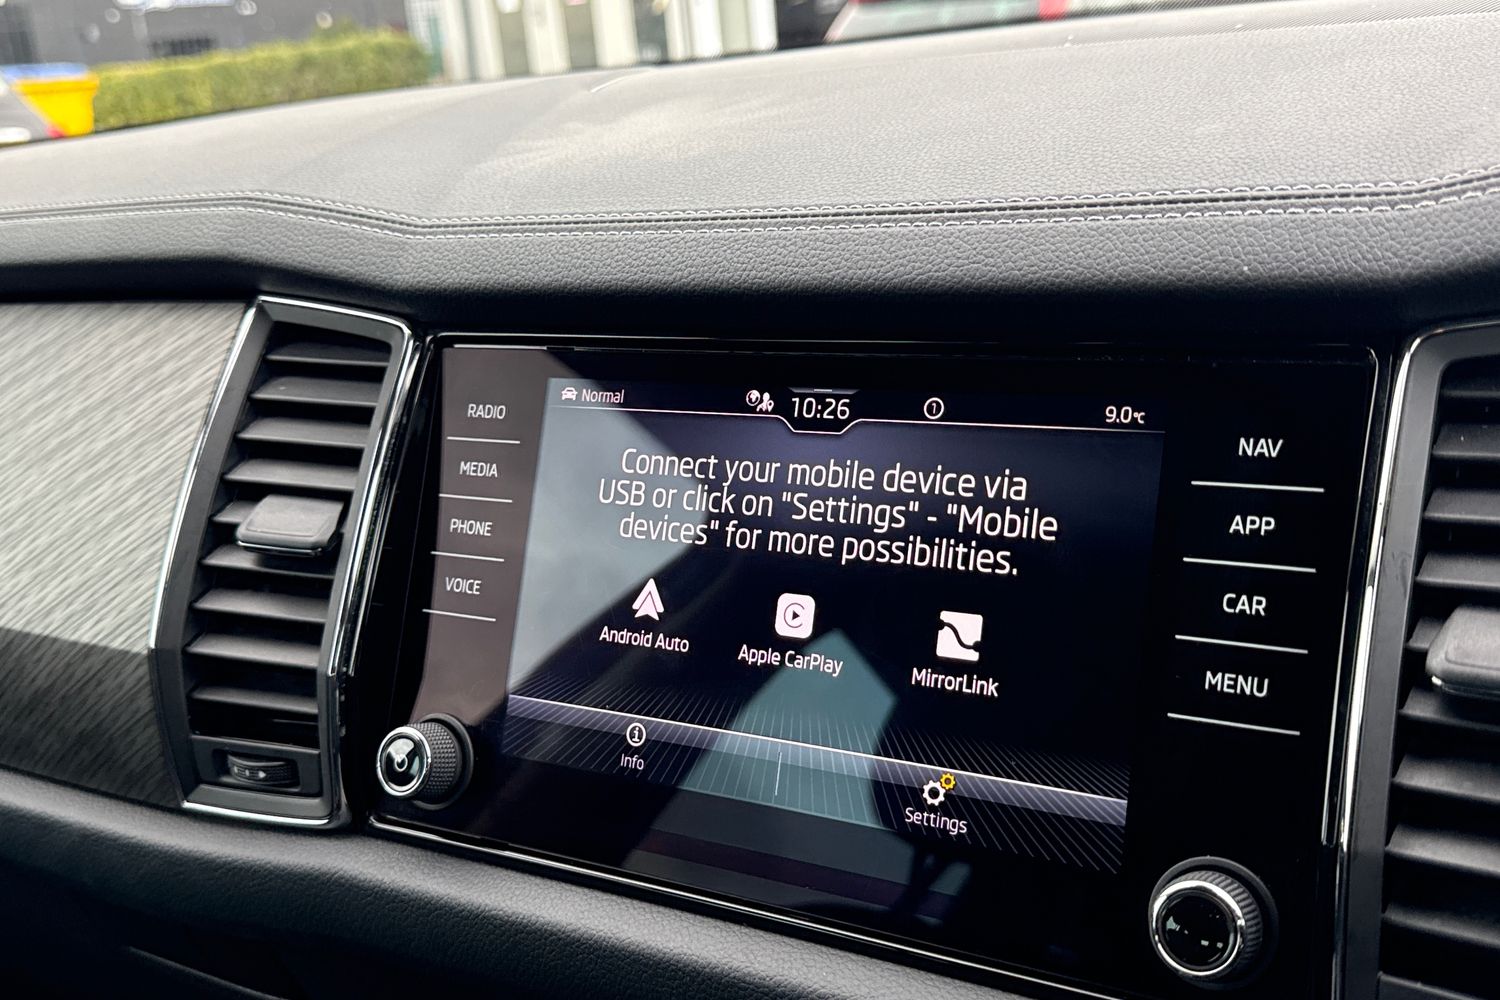 RADIO
MEDIA
PHONE
VOICE
Normal
10:26
1
9.0°C
Connect your mobile device via
USB or click on "Settings" - "Mobile
devices" for more possibilities.
Android Auto
Apple CarPlay
MirrorLink
Info
Settings
NAV
APP
CAR
MENU